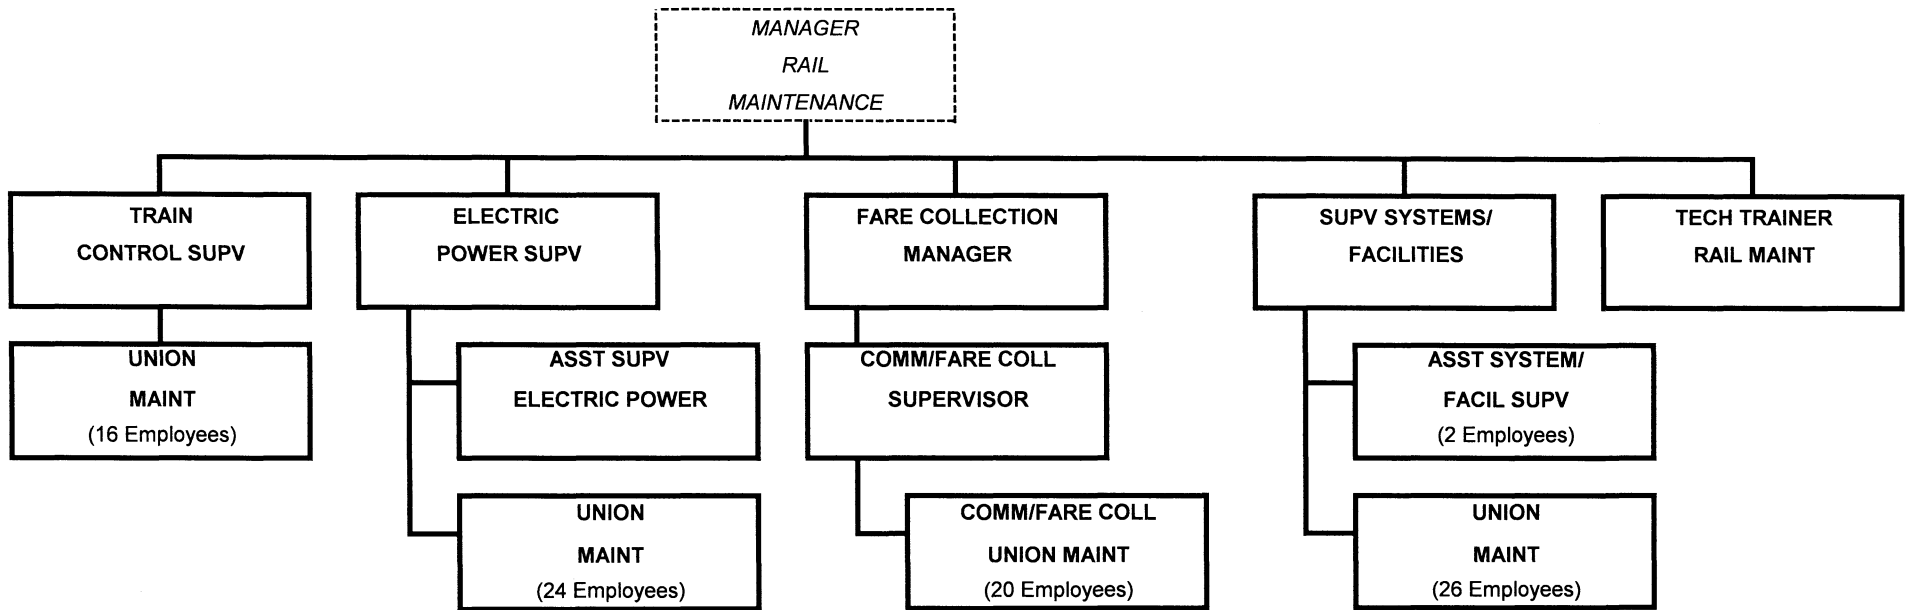 MANAGER
RAIL
MAINTENANCE
TRAIN
CONTROL SUPV
ELECTRIC
POWER SUPV
FARE COLLECTION
MANAGER
SUPV SYSTEMS/
FACILITIES
TECH TRAINER
RAIL MAINT
UNION
MAINT
(16 Employees)
ASST SUPV
ELECTRIC POWER
COMM/FARE COLL
SUPERVISOR
ASST SYSTEM/
FACIL SUPV
(2 Employees)
UNION
MAINT
(24 Employees)
COMM/FARE COLL
UNION MAINT
(20 Employees)
UNION
MAINT
(26 Employees)